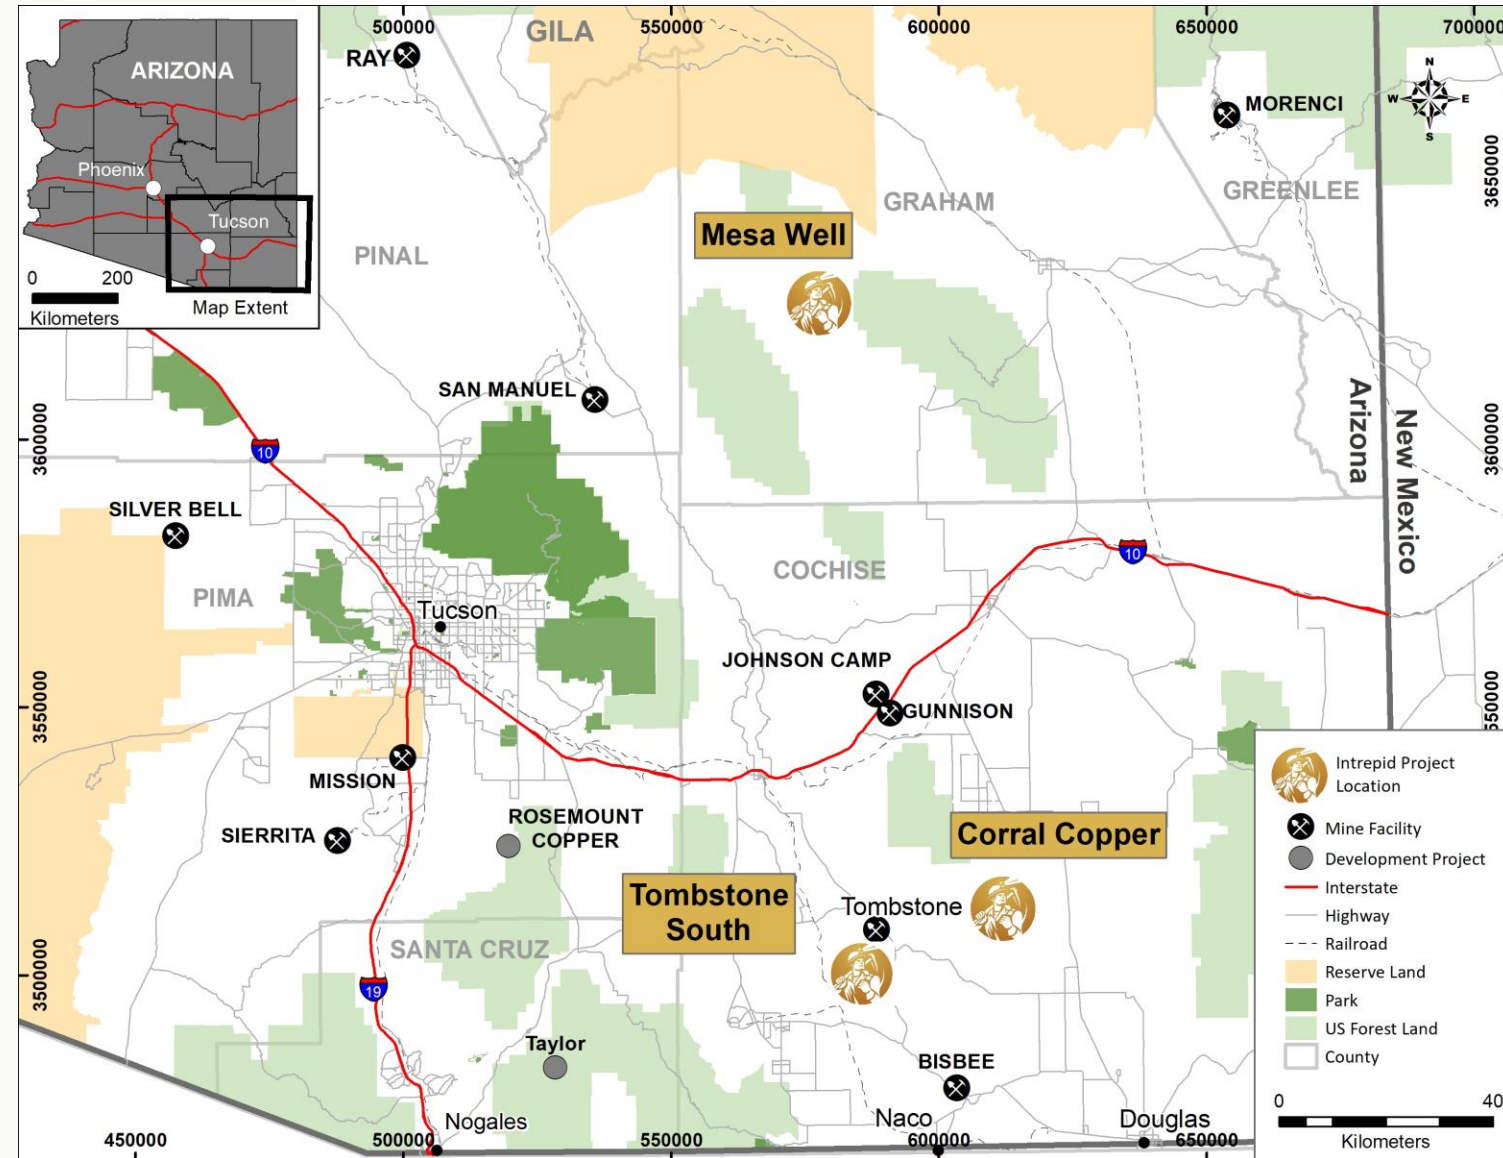 500000
550000
600000
650000
700000
GILA
RAY
ARIZONA
Phoenix
Tucson
0
200
Kilometers
Map Extent
N
W
E
S
MORENCI
3650000
GRAHAM
GREENLEE
Mesa Well
PINAL
SAN MANUEL
3600000
10
Arizona
New Mexico
3600000
SILVER BELL
PIMA
Tucson
COCHISE
10
JOHNSON CAMP
GUNNISON
3550000
50000
MISSION
SIERRITA
ROSEMOUNT
COPPER
Corral Copper
Tombstone
South
Tombstone
SANTA CRUZ
3500000
19
Taylor
BISBEE
Nogales
Naco
Douglas
450000
500000
550000
600000
650000
Intrepid Project
Location
Mine Facility
Development Project
Interstate
Highway
Railroad
Reserve Land
Park
US Forest Land
County
0
40
Kilometers